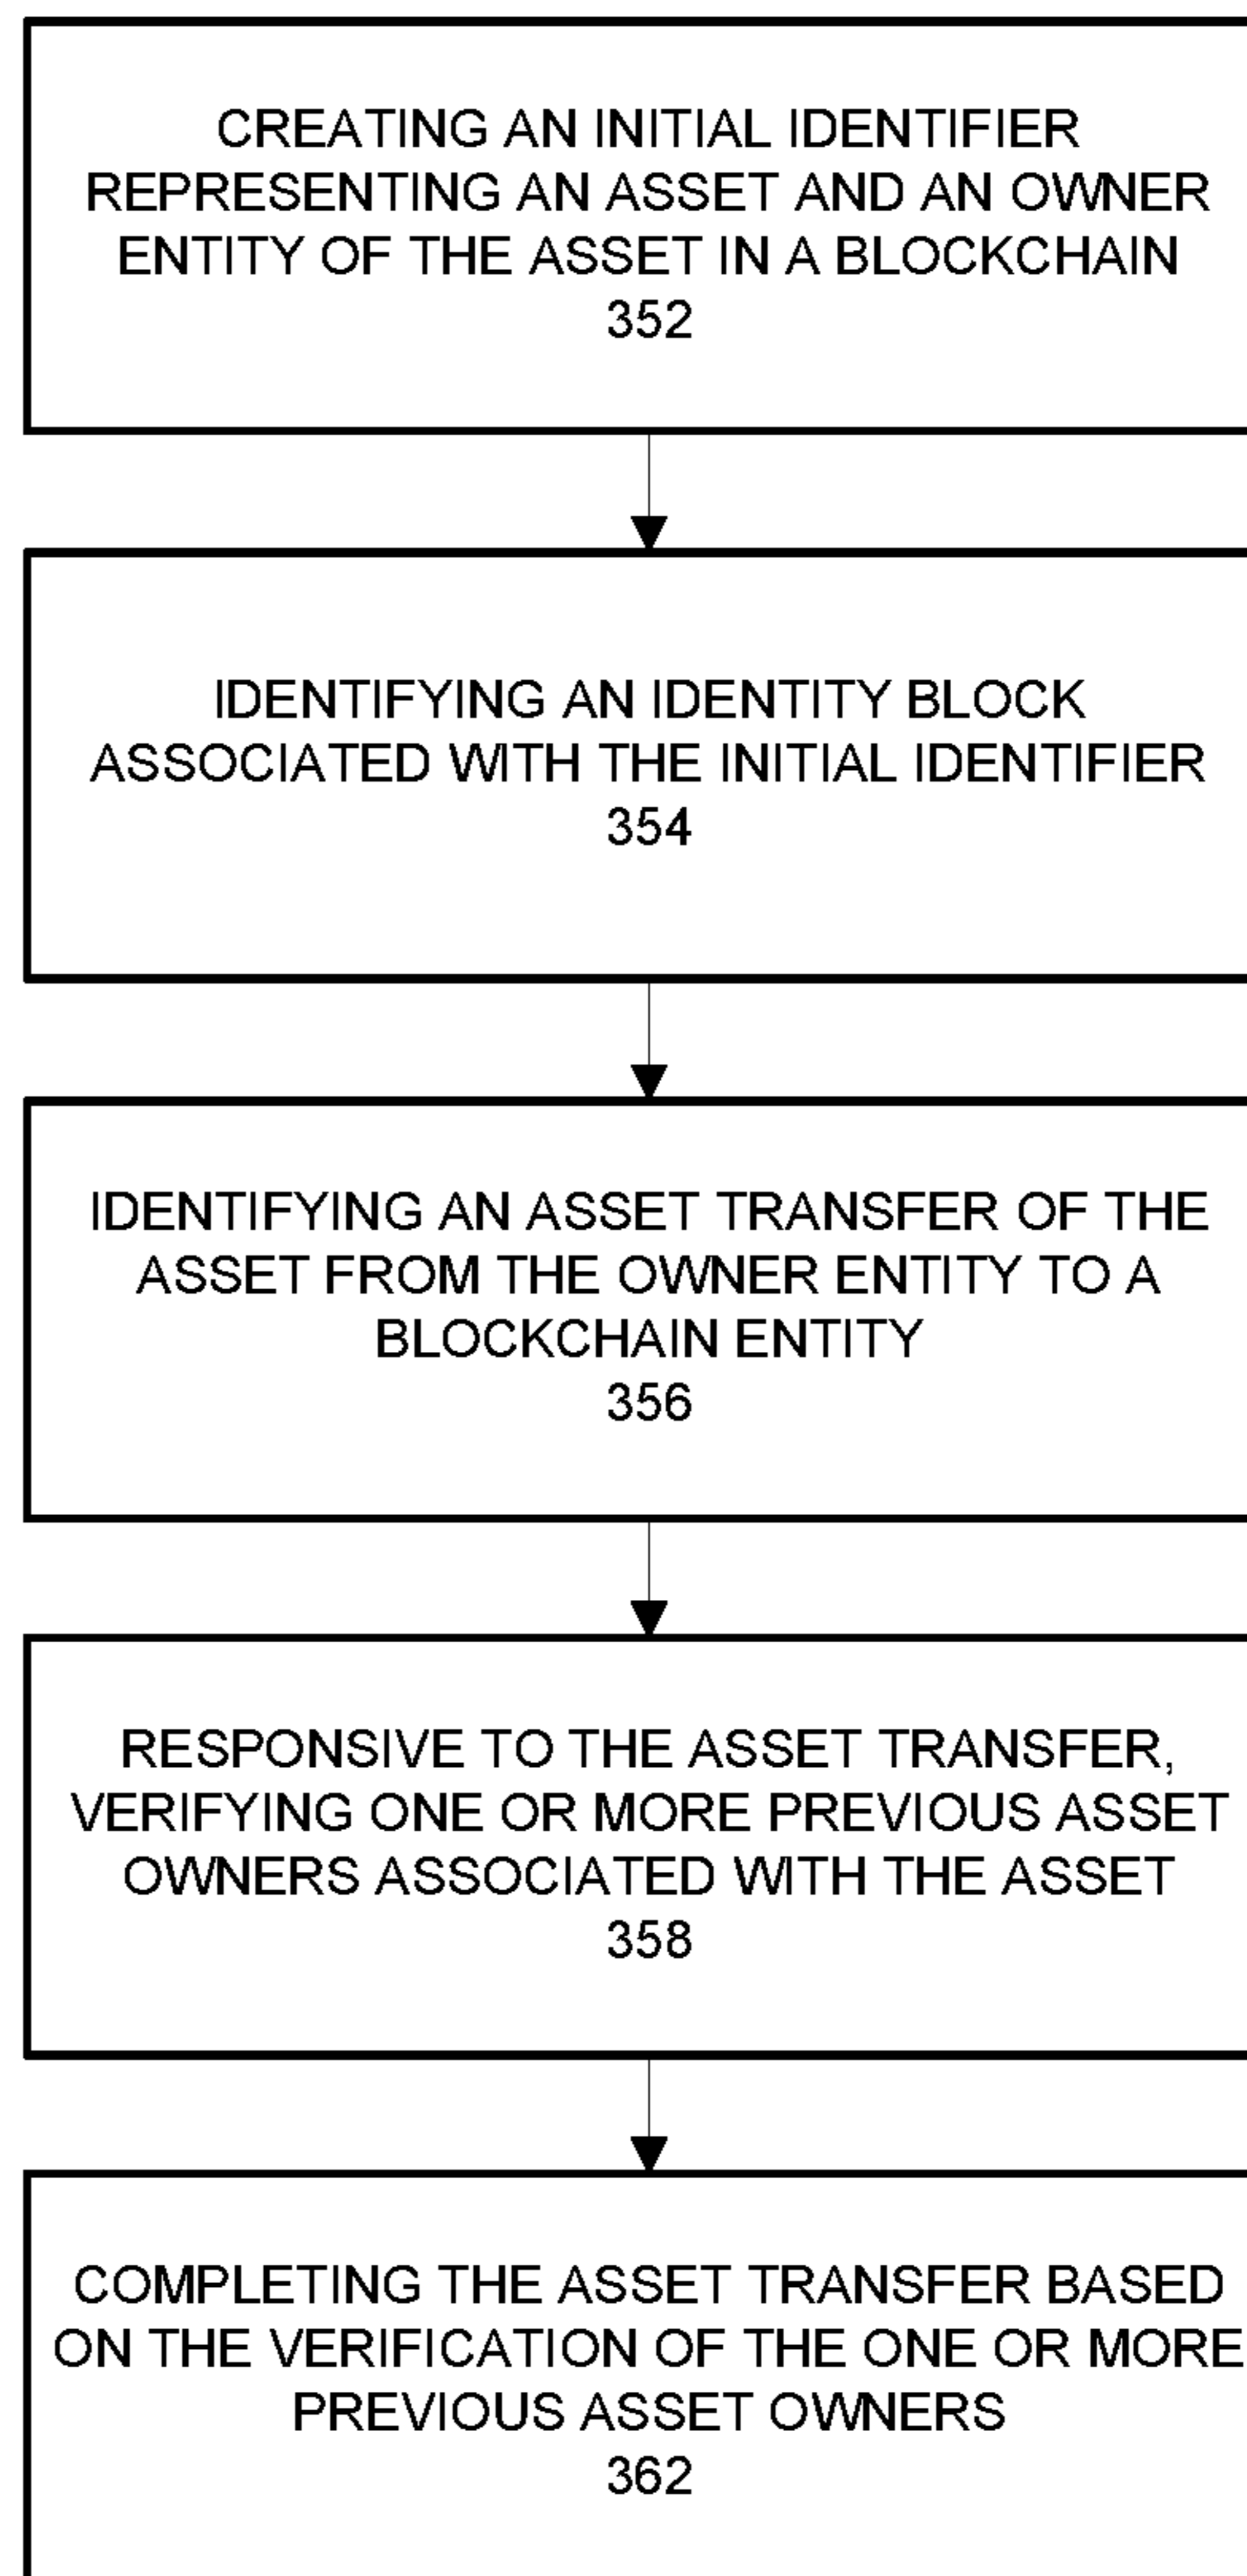 CREATING AN INITIAL IDENTIFIER
REPRESENTING AN ASSET AND AN OWNER
ENTITY OF THE ASSET IN A BLOCKCHAIN
352
IDENTIFYING AN IDENTITY BLOCK
ASSOCIATED WITH THE INITIAL IDENTIFIER
354
IDENTIFYING AN ASSET TRANSFER OF THE
ASSET FROM THE OWNER ENTITY TO A
BLOCKCHAIN ENTITY
356
RESPONSIVE TO THE ASSET TRANSFER,
VERIFYING ONE OR MORE PREVIOUS ASSET
OWNERS ASSOCIATED WITH THE ASSET
358
COMPLETING THE ASSET TRANSFER BASED
ON THE VERIFICATION OF THE ONE OR MORE
PREVIOUS ASSET OWNERS
362